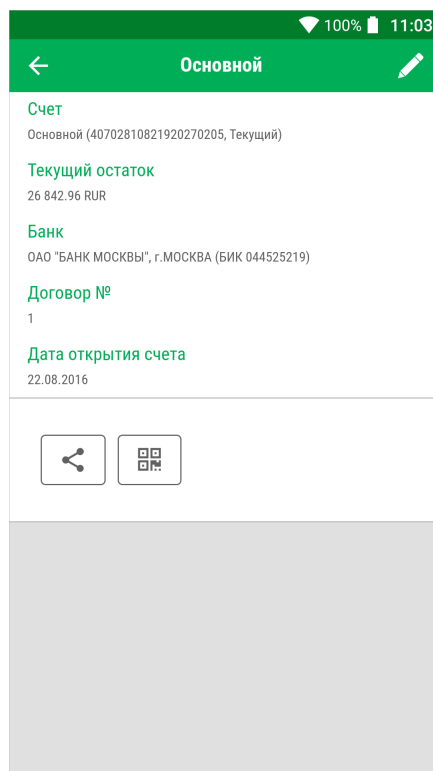 100% 11:03
Основной
Счет
Основной (40702810821920270205, Текущий)
Текущий остаток
26 842.96 RUR
Банк
ОАО "БАНК МОСКВЫ", г.МОСКВА (БИК 044525219)
Договор №
1
Дата открытия счета
22.08.2016